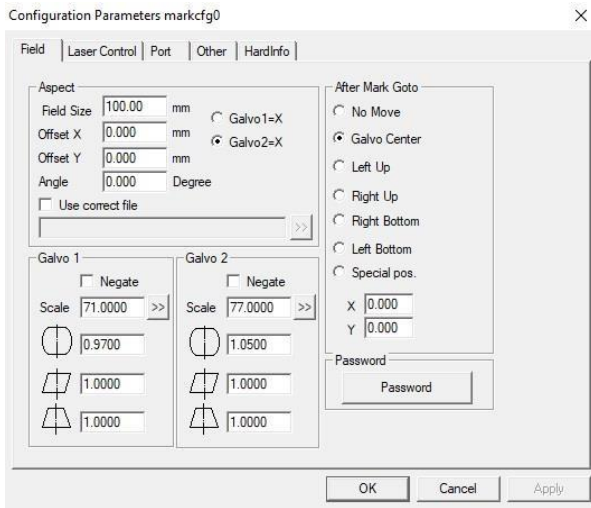 Configuration Parameters markcfg0
Field Laser Control Port Other HardInfo
Aspect
Field Size 100.00 mm
Offset X 0.000 mm
Offset Y 0.000 mm
Angle 0.000 Degree
Galvo1=X
Galvo2=X
Use correct file
>>
Galvo 1
Negate
Scale 71.0000 >>
0.9700
1.0000
1.0000
Galvo 2
Negate
Scale 77.0000 >>
1.0500
1.0000
1.0000
After Mark Goto
No Move
Galvo Center
Left Up
Right Up
Right Bottom
Left Bottom
Special pos.
X 0.000
Y 0.000
Password
Password
OK Cancel Apply